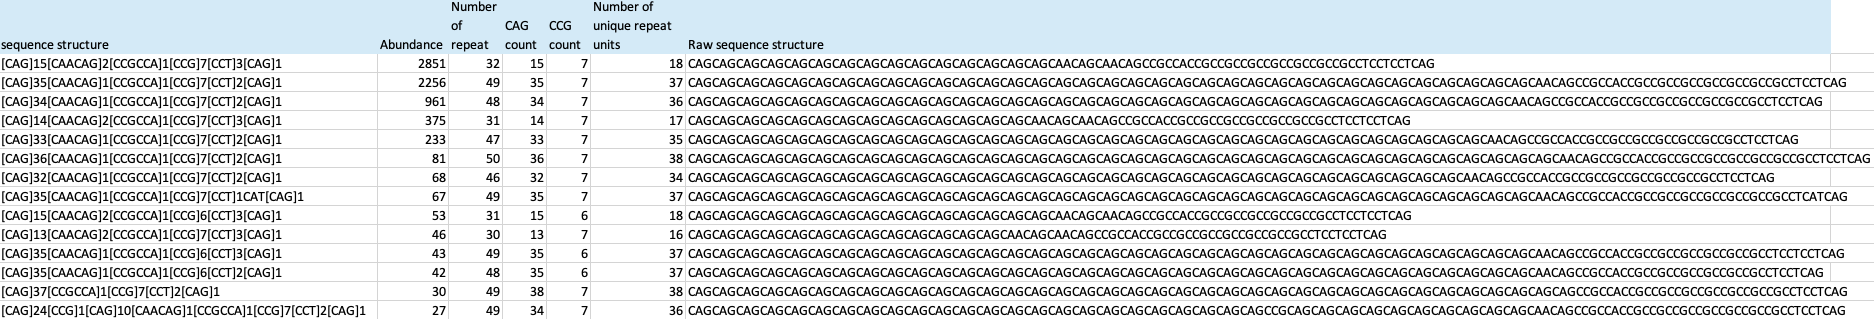 Number Number of
of CAG CCG unique repeat
sequence structure Abundance repeat count count units Raw sequence structure
[CAG]15[CAACAG]2[CCGCCA]1[CCG]7[CCT]3[CAG]1 2851 32 15 7 18 CAGCAGCAGCAGCAGCAGCAGCAGCAGCAGCAGCAGCAGCAGCAGCAACAGCAACAGCCGCCACCGCCGCCGCCGCCGCCGCCGCCTCCTCCTCAG
[CAG]35[CAACAG]1[CCGCCA]1[CCG]7[CCT]2[CAG]1 2256 49 35 7 37 CAGCAGCAGCAGCAGCAGCAGCAGCAGCAGCAGCAGCAGCAGCAGCAGCAGCAGCAGCAGCAGCAGCAGCAGCAGCAGCAGCAGCAGCAGCAGCAGCAGCAGCAGCAACAGCCGCCACCGCCGCCGCCGCCGCCGCCGCCTCCTCAG
[CAG]34[CAACAG]1[CCGCCA]1[CCG]7[CCT]2[CAG]1 961 48 34 7 36 CAGCAGCAGCAGCAGCAGCAGCAGCAGCAGCAGCAGCAGCAGCAGCAGCAGCAGCAGCAGCAGCAGCAGCAGCAGCAGCAGCAGCAGCAGCAGCAGCAGCAGCAACAGCCGCCACCGCCGCCGCCGCCGCCGCCGCCTCCTCAG
[CAG]14[CAACAG]2[CCGCCA]1[CCG]7[CCT]3[CAG]1 375 31 14 7 17 CAGCAGCAGCAGCAGCAGCAGCAGCAGCAGCAGCAGCAGCAGCAACAGCAACAGCCGCCACCGCCGCCGCCGCCGCCGCCGCCTCCTCCTCAG
[CAG]33[CAACAG]1[CCGCCA]1[CCG]7[CCT]2[CAG]1 233 47 33 7 35 CAGCAGCAGCAGCAGCAGCAGCAGCAGCAGCAGCAGCAGCAGCAGCAGCAGCAGCAGCAGCAGCAGCAGCAGCAGCAGCAGCAGCAGCAGCAGCAGCAGCAACAGCCGCCACCGCCGCCGCCGCCGCCGCCGCCTCCTCAG
[CAG]36[CAACAG]1[CCGCCA]1[CCG]7[CCT]2[CAG]1 81 50 36 7 38 CAGCAGCAGCAGCAGCAGCAGCAGCAGCAGCAGCAGCAGCAGCAGCAGCAGCAGCAGCAGCAGCAGCAGCAGCAGCAGCAGCAGCAGCAGCAGCAGCAGCAGCAGCAGCAACAGCCGCCACCGCCGCCGCCGCCGCCGCCGCCTCCTCAG
[CAG]32[CAACAG]1[CCGCCA]1[CCG]7[CCT]2[CAG]1 68 46 32 7 34 CAGCAGCAGCAGCAGCAGCAGCAGCAGCAGCAGCAGCAGCAGCAGCAGCAGCAGCAGCAGCAGCAGCAGCAGCAGCAGCAGCAGCAGCAGCAGCAGCAACAGCCGCCACCGCCGCCGCCGCCGCCGCCGCCTCCTCAG
[CAG]35[CAACAG]1[CCGCCA]1[CCG]7[CCT]1CAT[CAG]1 67 49 35 7 37 CAGCAGCAGCAGCAGCAGCAGCAGCAGCAGCAGCAGCAGCAGCAGCAGCAGCAGCAGCAGCAGCAGCAGCAGCAGCAGCAGCAGCAGCAGCAGCAGCAGCAGCAGCAACAGCCGCCACCGCCGCCGCCGCCGCCGCCGCCTCATCAG
[CAG]15[CAACAG]2[CCGCCA]1[CCG]6[CCT]3[CAG]1 53 31 15 6 18 CAGCAGCAGCAGCAGCAGCAGCAGCAGCAGCAGCAGCAGCAGCAGCAACAGCAACAGCCGCCACCGCCGCCGCCGCCGCCGCCTCCTCCTCAG
[CAG]13[CAACAG]2[CCGCCA]1[CCG]7[CCT]3[CAG]1 46 30 13 7 16 CAGCAGCAGCAGCAGCAGCAGCAGCAGCAGCAGCAGCAGCAACAGCAACAGCCGCCACCGCCGCCGCCGCCGCCGCCGCCTCCTCCTCAG
[CAG]35[CAACAG]1[CCGCCA]1[CCG]6[CCT]3[CAG]1 43 49 35 6 37 CAGCAGCAGCAGCAGCAGCAGCAGCAGCAGCAGCAGCAGCAGCAGCAGCAGCAGCAGCAGCAGCAGCAGCAGCAGCAGCAGCAGCAGCAGCAGCAGCAGCAGCAGCAACAGCCGCCACCGCCGCCGCCGCCGCCGCCTCCTCCTCAG
[CAG]35[CAACAG]1[CCGCCA]1[CCG]6[CCT]2[CAG]1 42 48 35 6 37 CAGCAGCAGCAGCAGCAGCAGCAGCAGCAGCAGCAGCAGCAGCAGCAGCAGCAGCAGCAGCAGCAGCAGCAGCAGCAGCAGCAGCAGCAGCAGCAGCAGCAGCAGCAACAGCCGCCACCGCCGCCGCCGCCGCCGCCTCCTCAG
[CAG]37[CCGCCA]1[CCG]7[CCT]2[CAG]1 30 49 38 7 38 CAGCAGCAGCAGCAGCAGCAGCAGCAGCAGCAGCAGCAGCAGCAGCAGCAGCAGCAGCAGCAGCAGCAGCAGCAGCAGCAGCAGCAGCAGCAGCAGCAGCAGCAGCAGCAGCCGCCACCGCCGCCGCCGCCGCCGCCGCCTCCTCAG
[CAG]24[CCG]1[CAG]10[CAACAG]1[CCGCCA]1[CCG]7[CCT]2[CAG]1 27 49 34 7 36 CAGCAGCAGCAGCAGCAGCAGCAGCAGCAGCAGCAGCAGCAGCAGCAGCAGCAGCAGCAGCAGCAGCAGCAGCCGCAGCAGCAGCAGCAGCAGCAGCAGCAGCAGCAACAGCCGCCACCGCCGCCGCCGCCGCCGCCGCCTCCTCAG